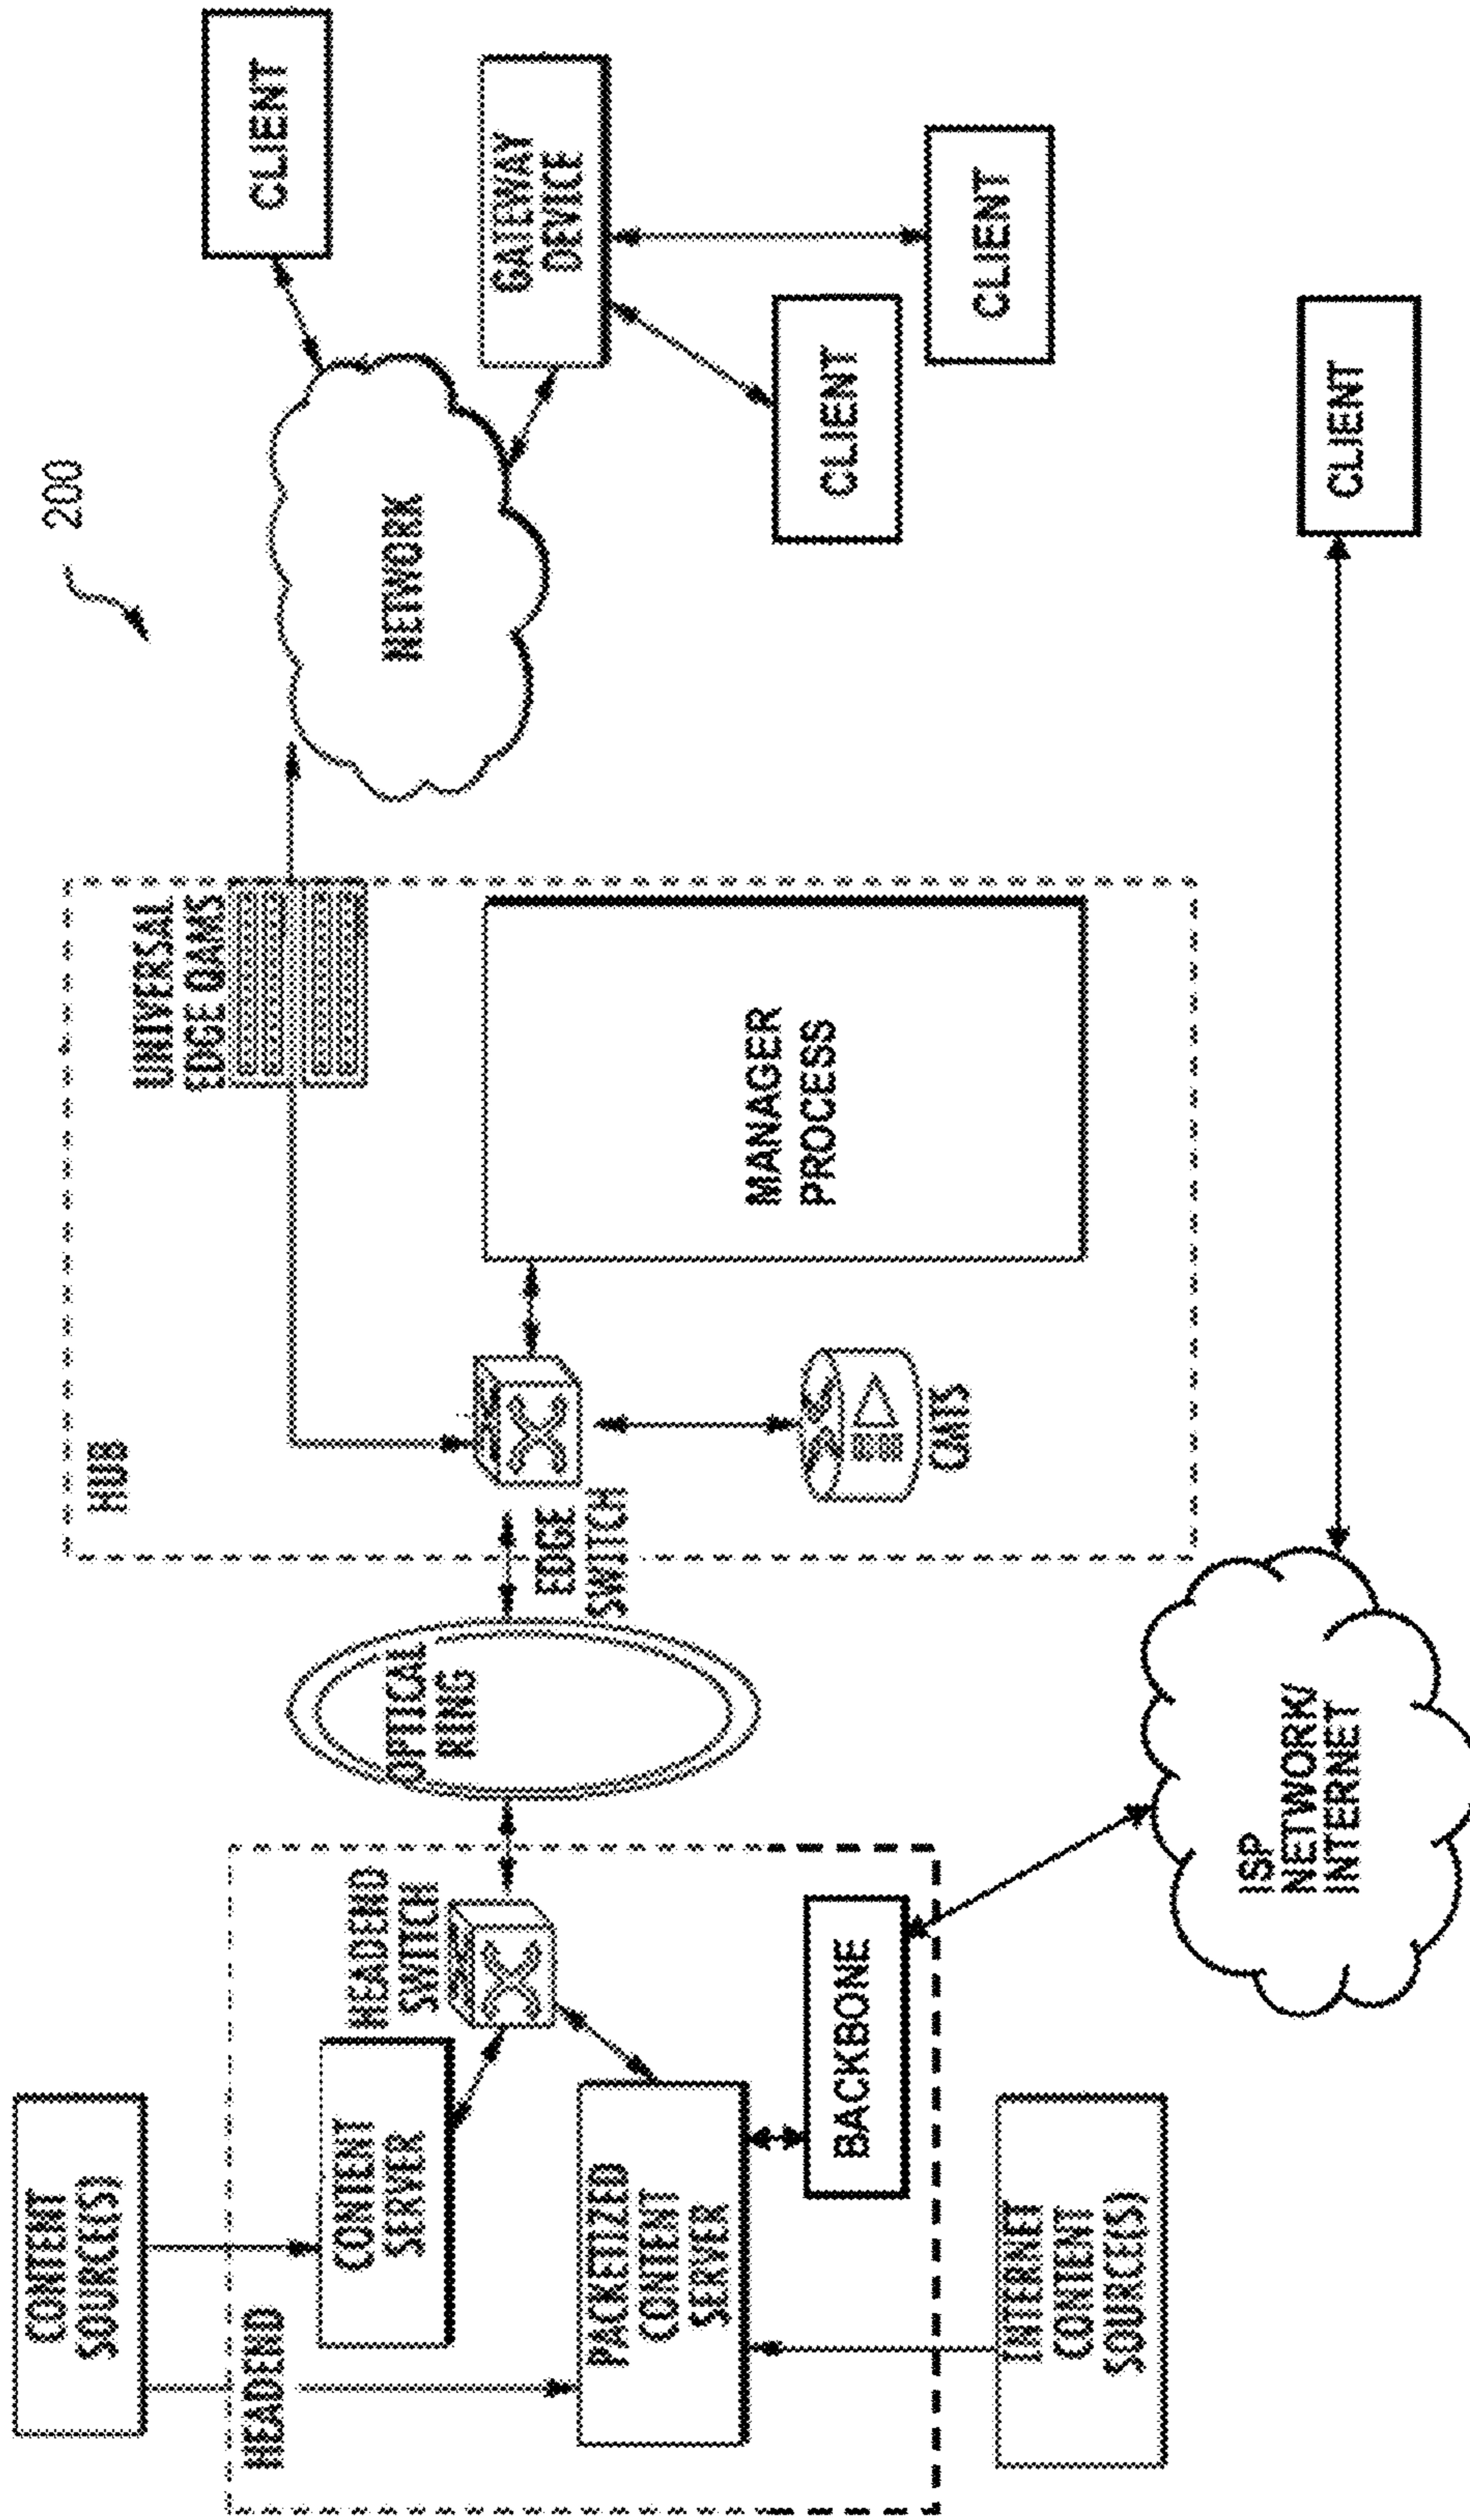 200
CONTENT
SOURCE(S)
HEADEND
CONTENT
SERVER
HEADEND
SWITCH
PACKETIZED
CONTENT
SERVER
BACKBONE
INTERNET
CONTENT
SOURCE(S)
OPTICAL
RING
ISP
NETWORK/
INTERNET
HUB
EDGE
SWITCH
CMTS
UNIVERSAL
EDGE QAMS
MANAGER
PROCESS
NETWORK
CLIENT
GATEWAY
DEVICE
CLIENT
CLIENT
CLIENT